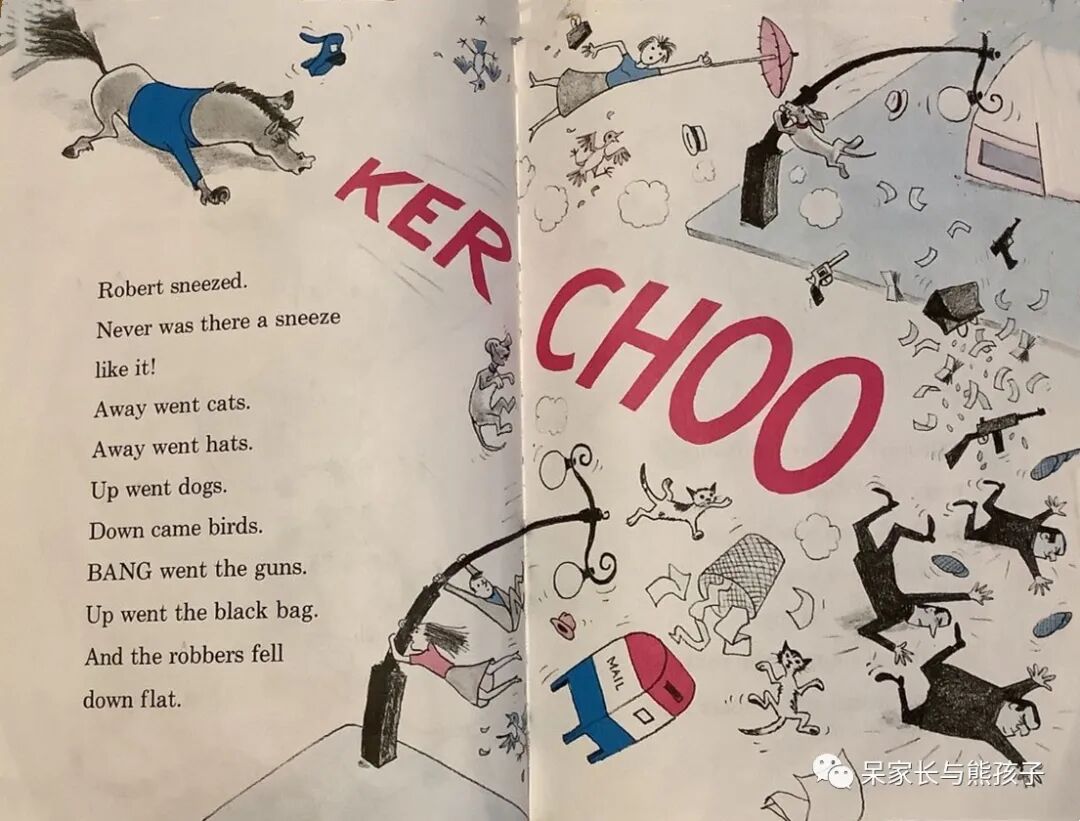 KER
CHOO
Robert sneezed.
Never was there a sneeze
like it!
Away went cats.
Away went hats.
Up went dogs.
Down came birds.
BANG went the guns.
Up went the black bag.
And the robbers fell
down flat.
MAIL
呆家长与熊孩子